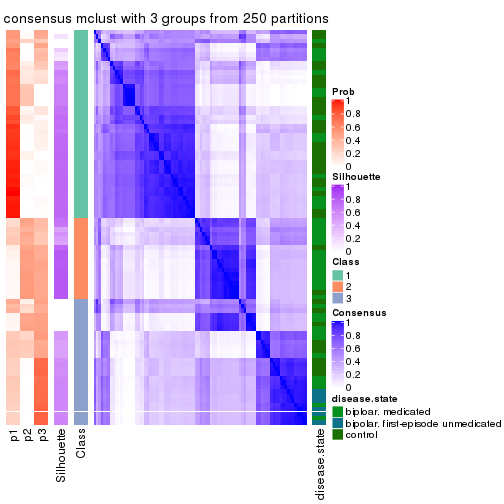 consensus mclust with 3 groups from 250 partitions
Prob
1
0.8
0.6
0.4
0.2
0
Silhouette
1
0.8
0.6
0.4
0.2
0
Class
1
2
3
Consensus
1
0.8
0.6
0.4
0.2
0
disease.state
biploar. medicated
bipolar. first-episode unmedicated
control
p1
p2
p3
Silhouette
Class
disease.state